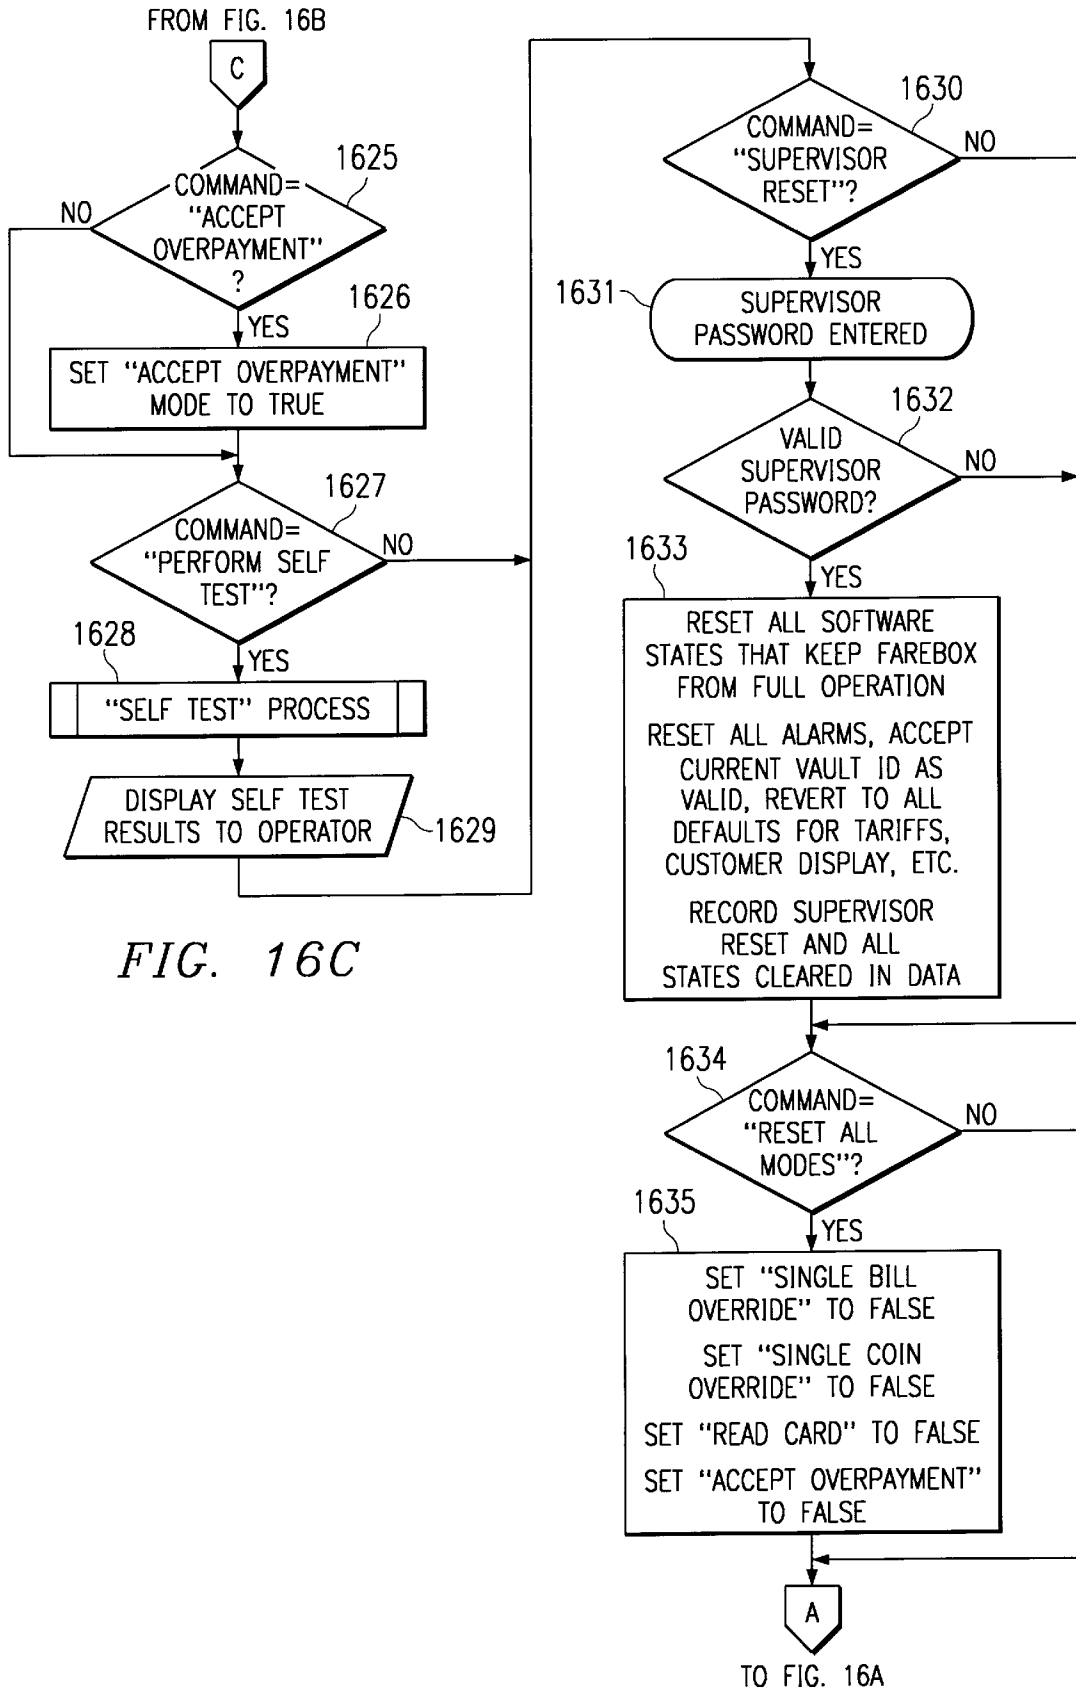 FROM FIG. 16B
C
1625
COMMAND=
"ACCEPT
OVERPAYMENT"
?
NO
YES
1626
SET "ACCEPT OVERPAYMENT"
MODE TO TRUE
1627
COMMAND=
"PERFORM SELF
TEST"?
NO
YES
1628
"SELF TEST" PROCESS
DISPLAY SELF TEST
RESULTS TO OPERATOR
1629
FIG. 16C
1630
COMMAND=
"SUPERVISOR
RESET"?
NO
YES
1631
SUPERVISOR
PASSWORD ENTERED
1632
VALID
SUPERVISOR
PASSWORD?
NO
YES
1633
RESET ALL SOFTWARE
STATES THAT KEEP FAREBOX
FROM FULL OPERATION
RESET ALL ALARMS, ACCEPT
CURRENT VAULT ID AS
VALID, REVERT TO ALL
DEFAULTS FOR TARIFFS,
CUSTOMER DISPLAY, ETC.
RECORD SUPERVISOR
RESET AND ALL
STATES CLEARED IN DATA
1634
COMMAND=
"RESET ALL
MODES"?
NO
YES
1635
SET "SINGLE BILL
OVERRIDE" TO FALSE
SET "SINGLE COIN
OVERRIDE" TO FALSE
SET "READ CARD" TO FALSE
SET "ACCEPT OVERPAYMENT"
TO FALSE
A
TO FIG. 16A